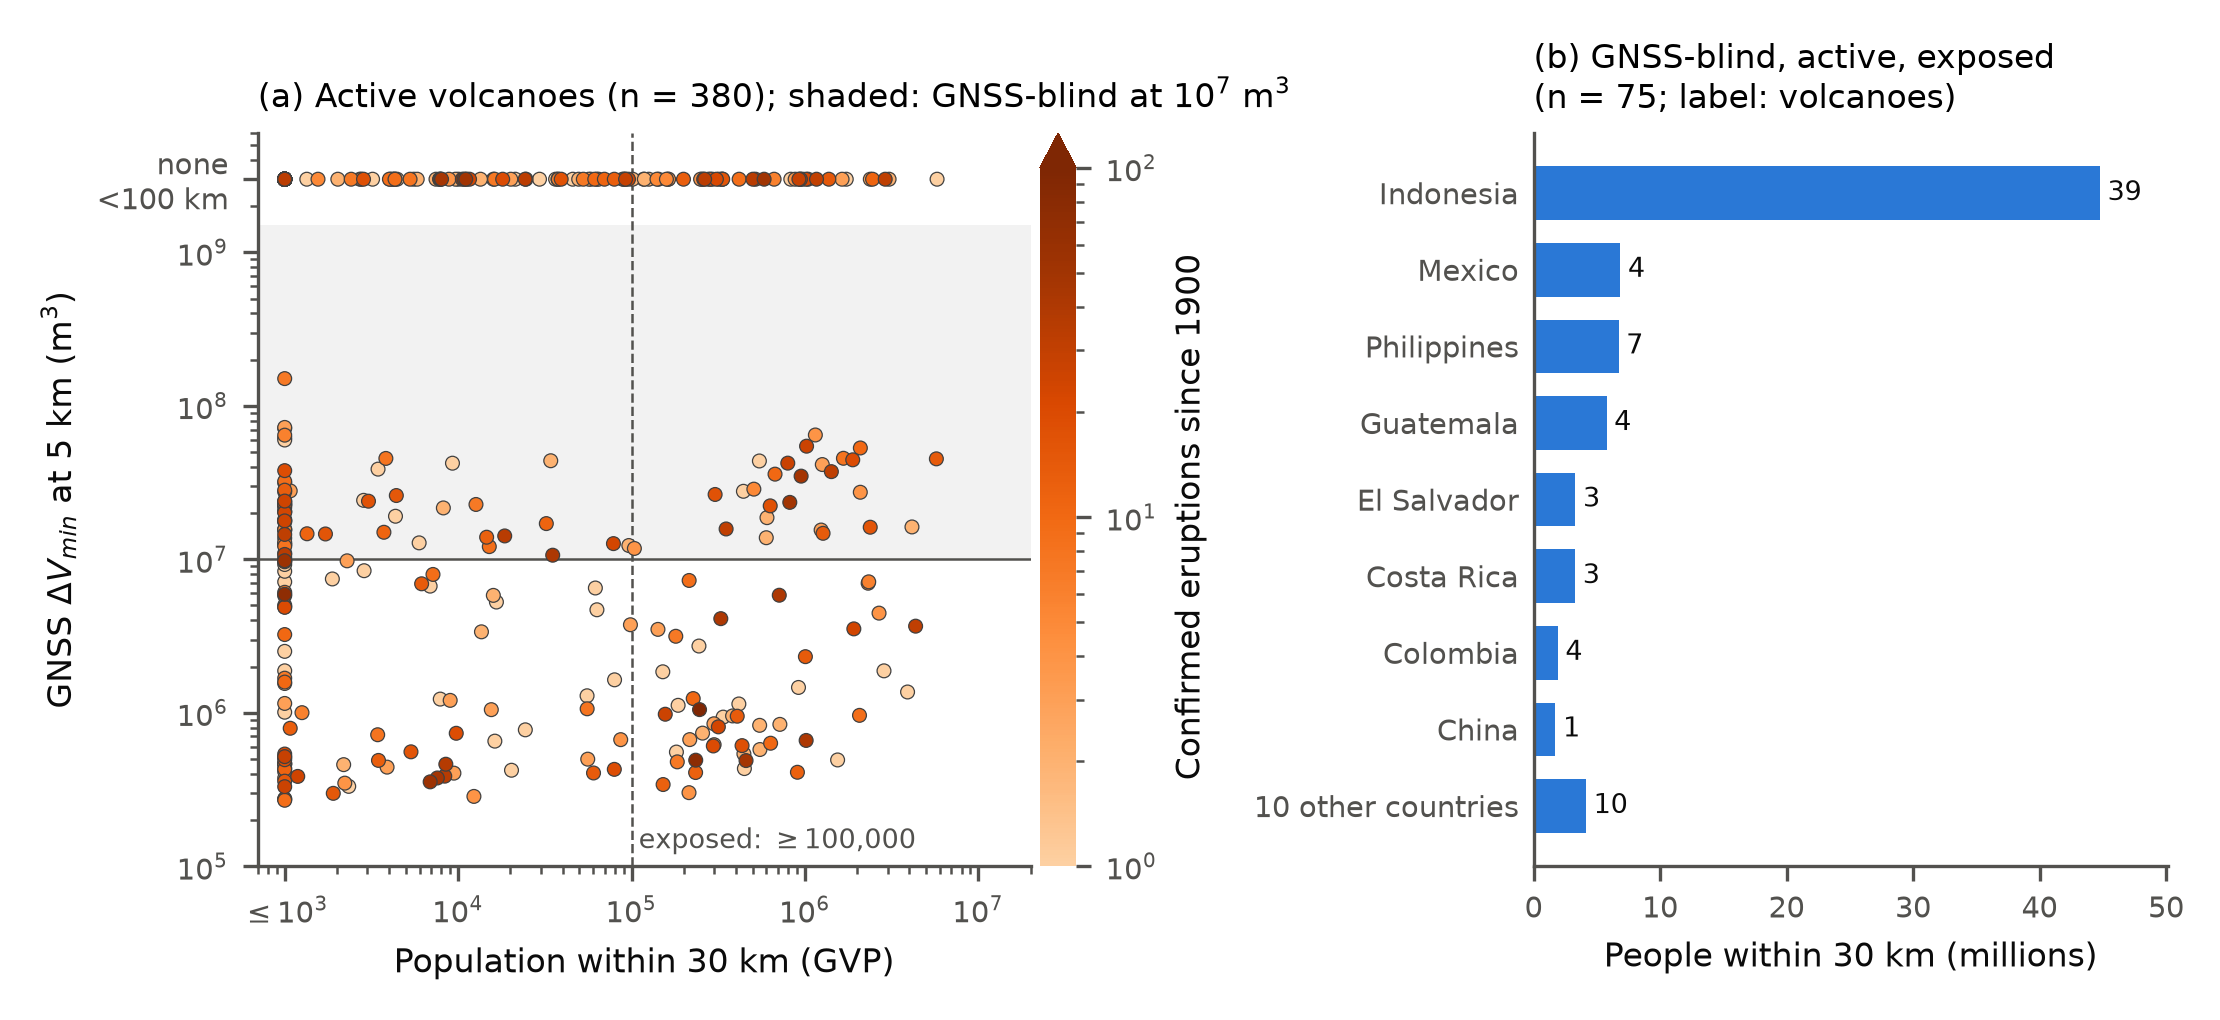 (a) Active volcanoes (n = 380); shaded: GNSS-blind at 10⁷ m³
GNSS ΔV_min at 5 km (m³)
none
<100 km
10⁹
10⁸
10⁷
10⁶
10⁵
exposed: ≥100,000
≤10³
10⁴
10⁵
10⁶
10⁷
Population within 30 km (GVP)
10²
10¹
10⁰
Confirmed eruptions since 1900
(b) GNSS-blind, active, exposed
(n = 75; label: volcanoes)
Indonesia 39
Mexico 4
Philippines 7
Guatemala 4
El Salvador 3
Costa Rica 3
Colombia 4
China 1
10 other countries 10
0 10 20 30 40 50
People within 30 km (millions)